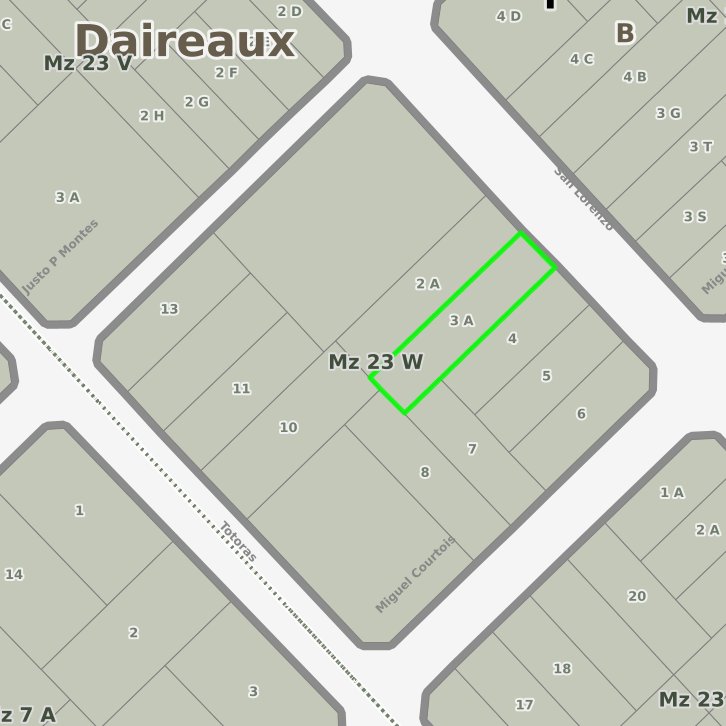 C
2 D
4 D
Mz
Daireaux
B
Mz 23 V
2 F
4 C
4 B
2 G
2 H
3 G
3 T
3 A
San Lorenzo
3 S
Justo P Montes
Migu
2 A
13
3 A
4
Mz 23 W
5
11
6
10
7
8
1
1 A
2 A
Totoras
Miguel Courtois
14
20
2
18
3
Mz 23
17
z 7 A